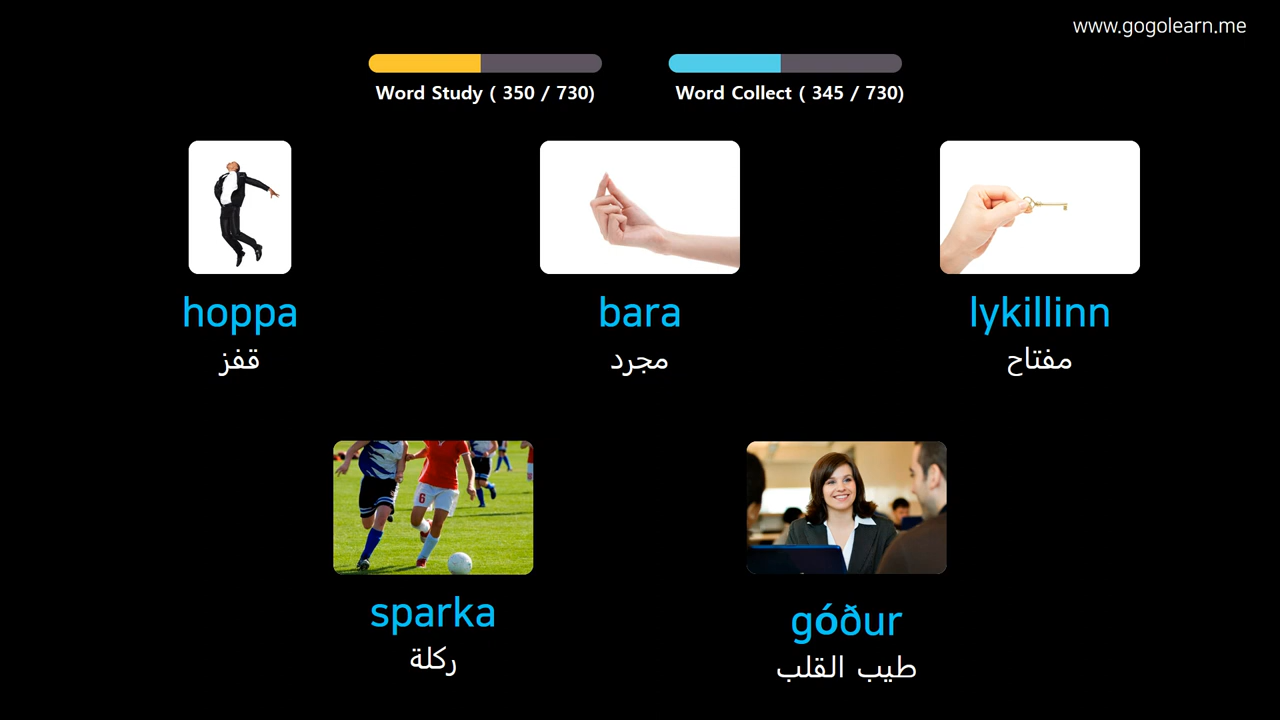 www.gogolearn.me
Word Study ( 350 / 730)
Word Collect ( 345 / 730)
hoppa
قفز
bara
مجرد
lykillinn
مفتاح
6
sparka
ركلة
góður
طيب القلب